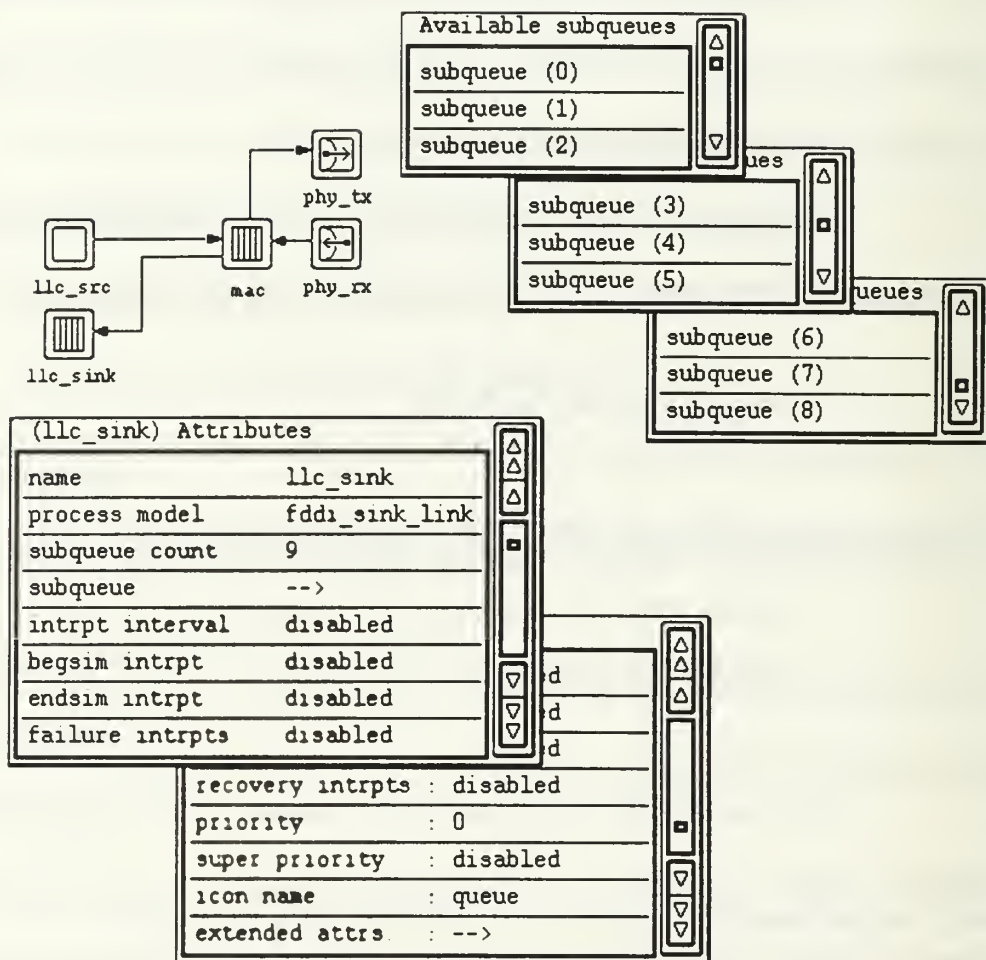 Available subqueues
subqueue (0)
subqueue (1)
subqueue (2)
ues
subqueue (3)
subqueue (4)
subqueue (5)
ueues
subqueue (6)
subqueue (7)
subqueue (8)
phy_tx
llc_src
mac
phy_rx
llc_sink
(llc_sink) Attributes
name llc_sink
process model fddi_sink_link
subqueue count 9
subqueue -->
intrpt interval disabled
begsim intrpt disabled
endsim intrpt disabled
failure intrpts disabled
d
d
d
recovery intrpts : disabled
priority : 0
super priority : disabled
icon name : queue
extended attrs. : -->